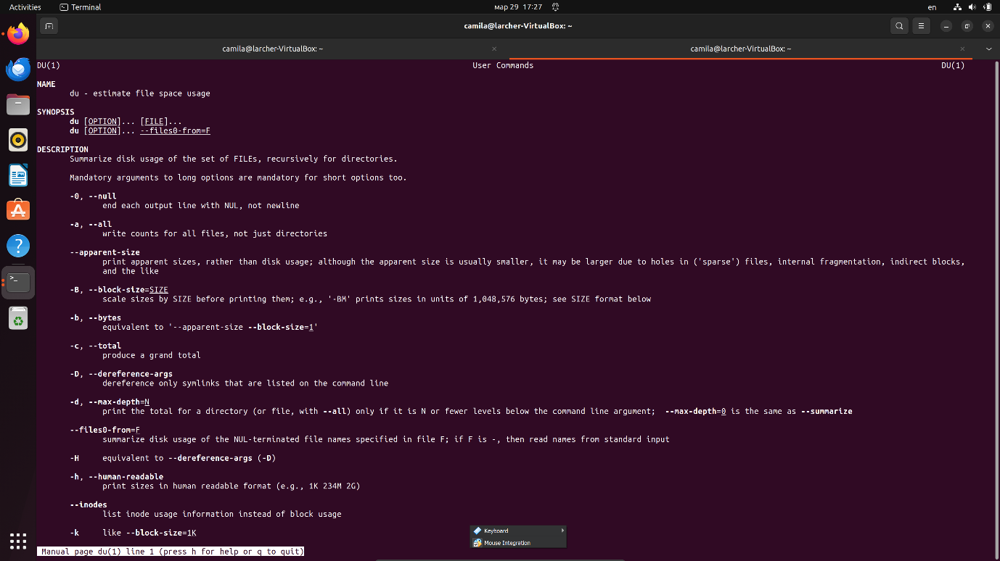 Activities Terminal мар 29 17:27 en
camila@larcher-VirtualBox: ~
camila@larcher-VirtualBox: ~ camila@larcher-VirtualBox: ~
DU(1) User Commands DU(1)
NAME
du - estimate file space usage
SYNOPSIS
du [OPTION]... [FILE]...
du [OPTION]... --files0-from=F
DESCRIPTION
Summarize disk usage of the set of FILEs, recursively for directories.
Mandatory arguments to long options are mandatory for short options too.
-0, --null
end each output line with NUL, not newline
-a, --all
write counts for all files, not just directories
--apparent-size
print apparent sizes, rather than disk usage; although the apparent size is usually smaller, it may be larger due to holes in ('sparse') files, internal fragmentation, indirect blocks,
and the like
-B, --block-size=SIZE
scale sizes by SIZE before printing them; e.g., '-BM' prints sizes in units of 1,048,576 bytes; see SIZE format below
-b, --bytes
equivalent to '--apparent-size --block-size=1'
-c, --total
produce a grand total
-D, --dereference-args
dereference only symlinks that are listed on the command line
-d, --max-depth=N
print the total for a directory (or file, with --all) only if it is N or fewer levels below the command line argument; --max-depth=0 is the same as --summarize
--files0-from=F
summarize disk usage of the NUL-terminated file names specified in file F; if F is -, then read names from standard input
-H equivalent to --dereference-args (-D)
-h, --human-readable
print sizes in human readable format (e.g., 1K 234M 2G)
--inodes
list inode usage information instead of block usage
-k like --block-size=1K
Keyboard
Mouse Integration
Manual page du(1) line 1 (press h for help or q to quit)